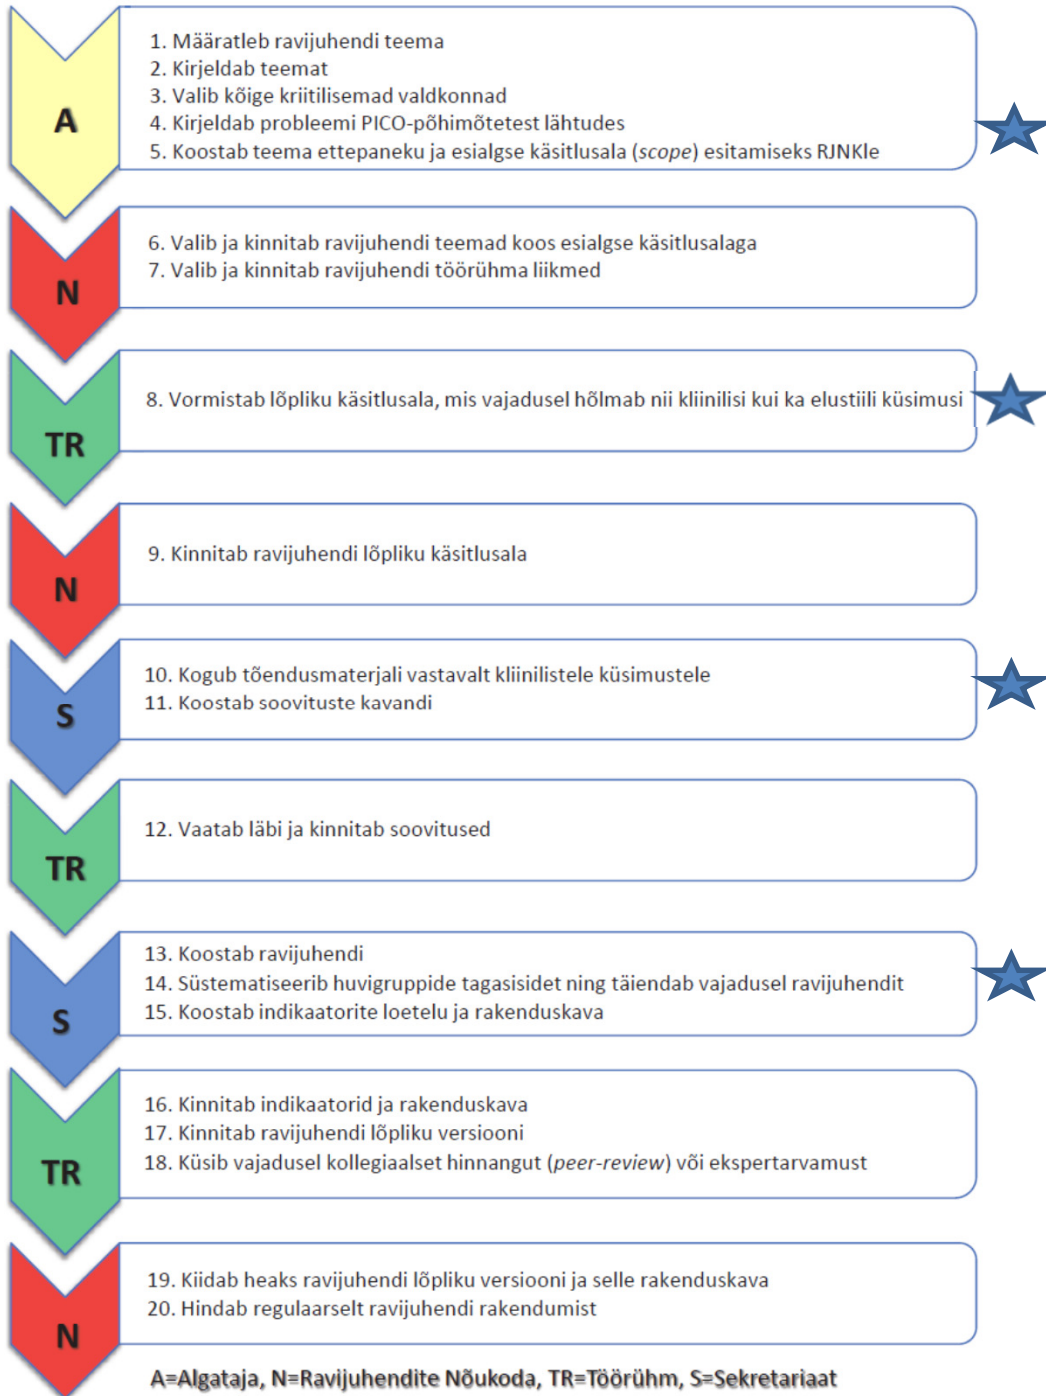 A
1. Määratleb ravijuhendi teema
2. Kirjeldab teemat
3. Valib kõige kriitilisemad valdkonnad
4. Kirjeldab probleemi PICO-põhimõtetest lähtudes
5. Koostab teema ettepaneku ja esialgse käsitlusala (scope) esitamiseks RJNKle
N
6. Valib ja kinnitab ravijuhendi teemad koos esialgse käsitlusalaga
7. Valib ja kinnitab ravijuhendi töörühma liikmed
TR
8. Vormistab lõpliku käsitlusala, mis vajadusel hõlmab nii kliinilisi kui ka elustiili küsimusi
N
9. Kinnitab ravijuhendi lõpliku käsitlusala
S
10. Kogub tõendusmaterjali vastavalt kliinilistele küsimustele
11. Koostab soovituste kavandi
TR
12. Vaatab läbi ja kinnitab soovitused
S
13. Koostab ravijuhendi
14. Süstematiseerib huvigruppide tagasisidet ning täiendab vajadusel ravijuhendit
15. Koostab indikaatorite loetelu ja rakenduskava
TR
16. Kinnitab indikaatorid ja rakenduskava
17. Kinnitab ravijuhendi lõpliku versiooni
18. Küsib vajadusel kollegiaalset hinnangut (peer-review) või ekspertarvamust
N
19. Kiidab heaks ravijuhendi lõpliku versiooni ja selle rakenduskava
20. Hindab regulaarselt ravijuhendi rakendumist
A=Algataja, N=Ravijuhendite Nõukoda, TR=Töörühm, S=Sekretariaat